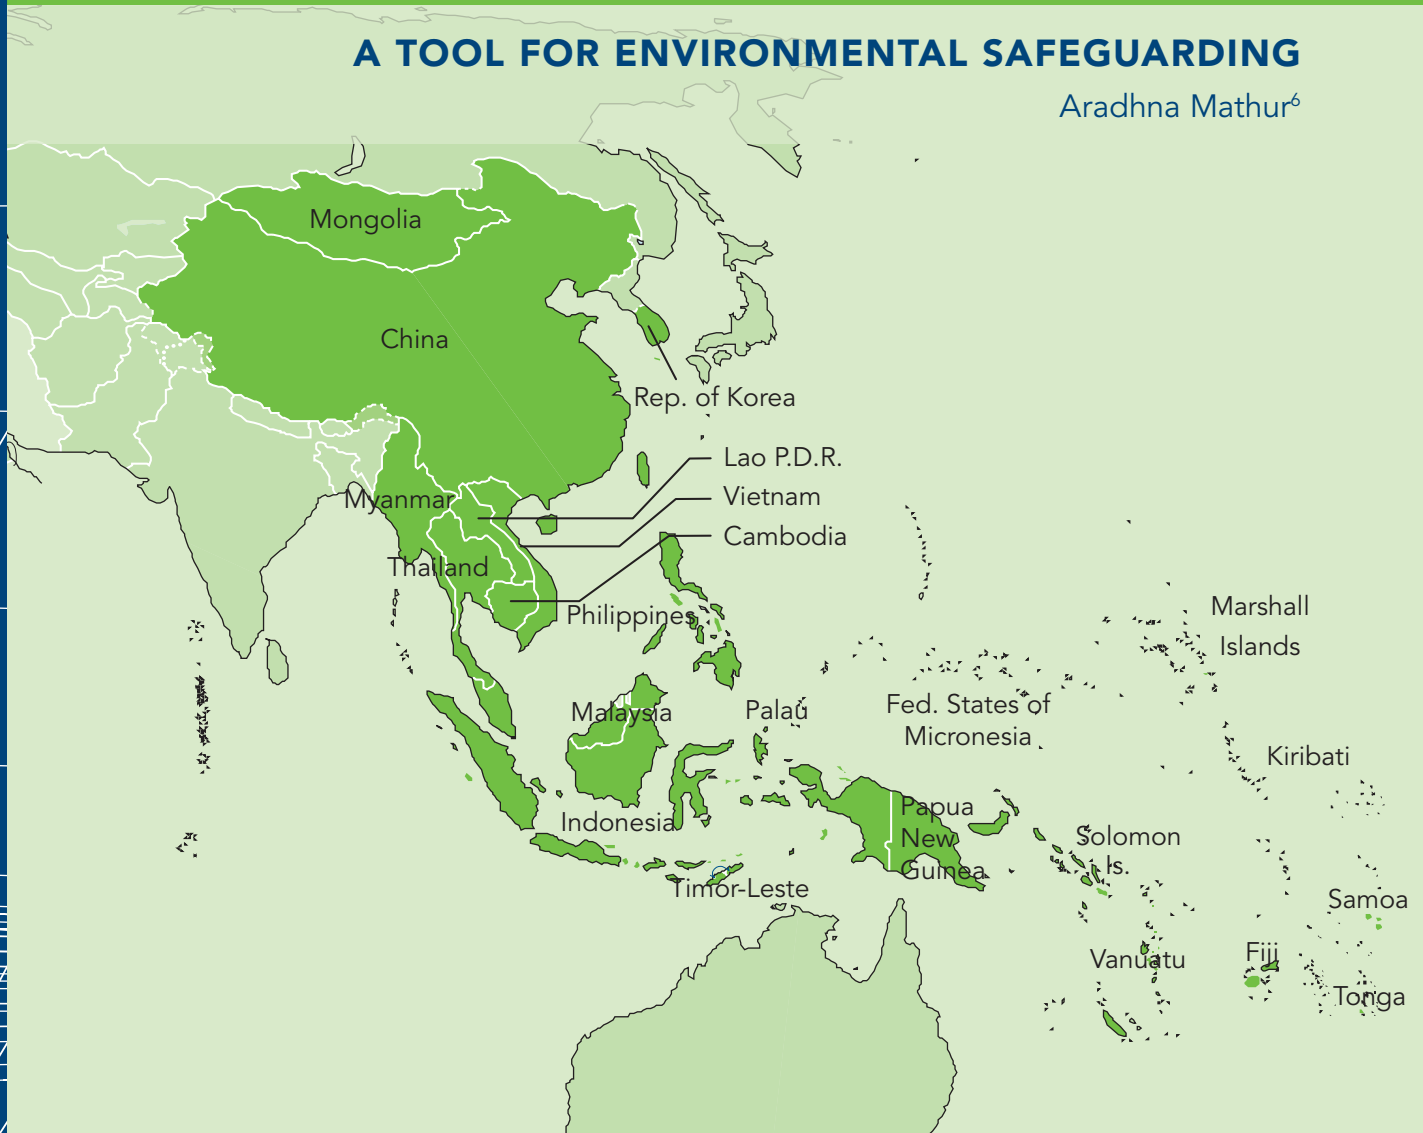 A TOOL FOR ENVIRONMENTAL SAFEGUARDING
Aradhna Mathur6
Mongolia
China
Rep. of Korea
Lao P.D.R.
Myanmar
Vietnam
Cambodia
Thailand
Philippines
Marshall
Islands
Malaysia
Palau
Fed. States of
Micronesia
Kiribati
Indonesia
Papua
New
Guinea
Solomon
Is.
Timor-Leste
Samoa
Vanuatu
Fiji
Tonga